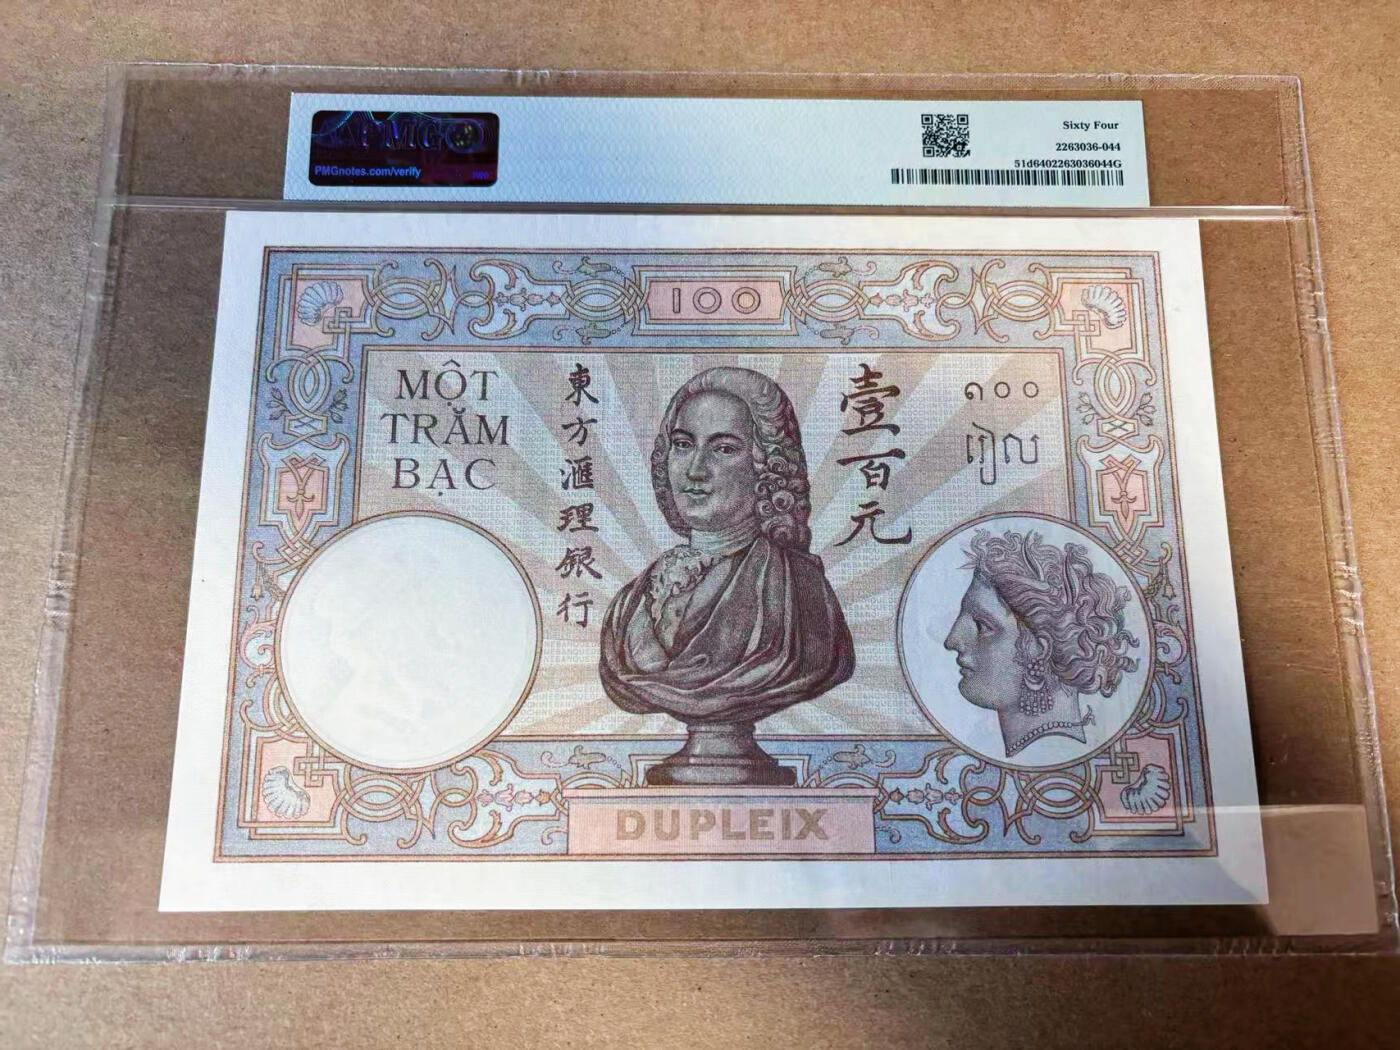 PMG
PMGnotes.com/verify
Sixty Four
2263036-044
51d6402263036044G
100
MỘT
TRĂM
BẠC
東方滙理銀行
壹百元
១០០
រៀល
DUPLEIX